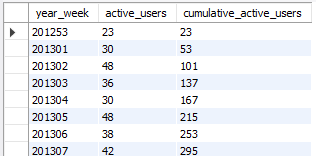 year_week active_users cumulative_active_users
201253 23 23
201301 30 53
201302 48 101
201303 36 137
201304 30 167
201305 48 215
201306 38 253
201307 42 295